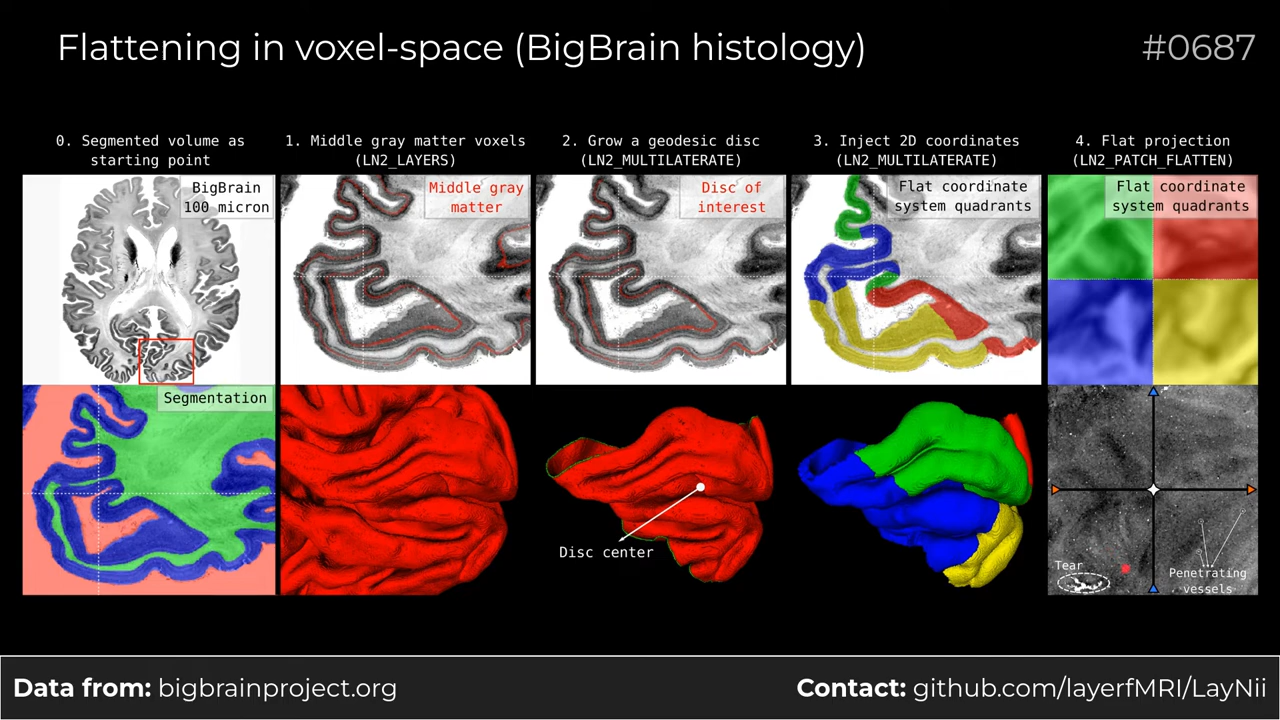 Flattening in voxel-space (BigBrain histology)
#0687
0. Segmented volume as
starting point
1. Middle gray matter voxels
(LN2_LAYERS)
2. Grow a geodesic disc
(LN2_MULTILATERATE)
3. Inject 2D coordinates
(LN2_MULTILATERATE)
4. Flat projection
(LN2_PATCH_FLATTEN)
BigBrain
100 micron
Middle gray
matter
Disc of
interest
Flat coordinate
system quadrants
Flat coordinate
system quadrants
Segmentation
Disc center
Tear
Penetrating
vessels
Data from: bigbrainproject.org
Contact: github.com/layerfMRI/LayNii